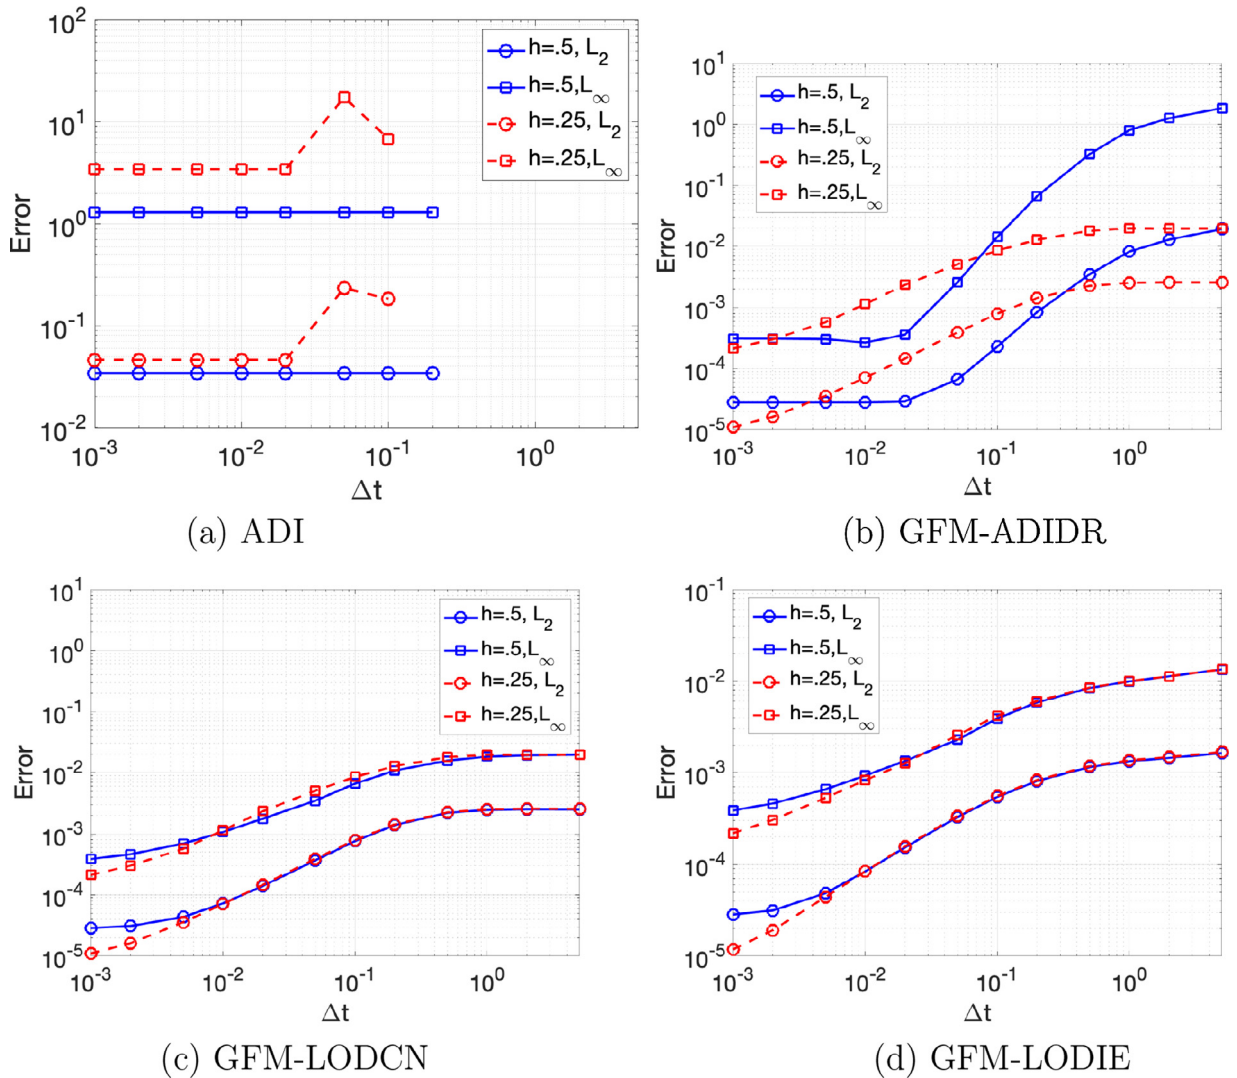 10^2
10^1
10^0
10^-1
10^-2
Error
h=.5, L_2
h=.5,L_∞
h=.25, L_2
h=.25,L_∞
10^-3 10^-2 10^-1 10^0
Δt
(a) ADI
10^1
10^0
10^-1
10^-2
10^-3
10^-4
10^-5
Error
h=.5, L_2
h=.5,L_∞
h=.25, L_2
h=.25,L_∞
10^-3 10^-2 10^-1 10^0
Δt
(b) GFM-ADIDR
10^1
10^0
10^-1
10^-2
10^-3
10^-4
10^-5
Error
h=.5, L_2
h=.5,L_∞
h=.25, L_2
h=.25,L_∞
10^-3 10^-2 10^-1 10^0
Δt
(c) GFM-LODCN
10^-1
10^-2
10^-3
10^-4
10^-5
Error
h=.5, L_2
h=.5,L_∞
h=.25, L_2
h=.25,L_∞
10^-3 10^-2 10^-1 10^0
Δt
(d) GFM-LODIE